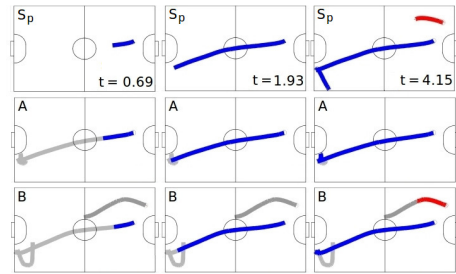 Sp Sp Sp
t = 0.69 t = 1.93 t = 4.15
A A A
B B B